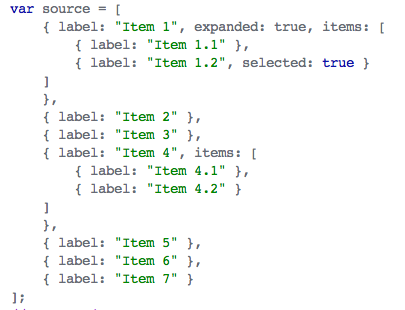 var source = [
{ label: "Item 1", expanded: true, items: [
{ label: "Item 1.1" },
{ label: "Item 1.2", selected: true }
]
},
{ label: "Item 2" },
{ label: "Item 3" },
{ label: "Item 4", items: [
{ label: "Item 4.1" },
{ label: "Item 4.2" }
]
},
{ label: "Item 5" },
{ label: "Item 6" },
{ label: "Item 7" }
];